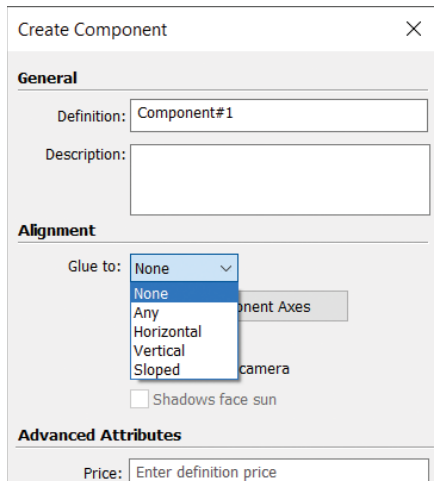 Create Component
General
Definition: Component#1
Description:
Alignment
Glue to: None
None
Any
onent Axes
Horizontal
Vertical
Sloped
camera
Shadows face sun
Advanced Attributes
Price: Enter definition price